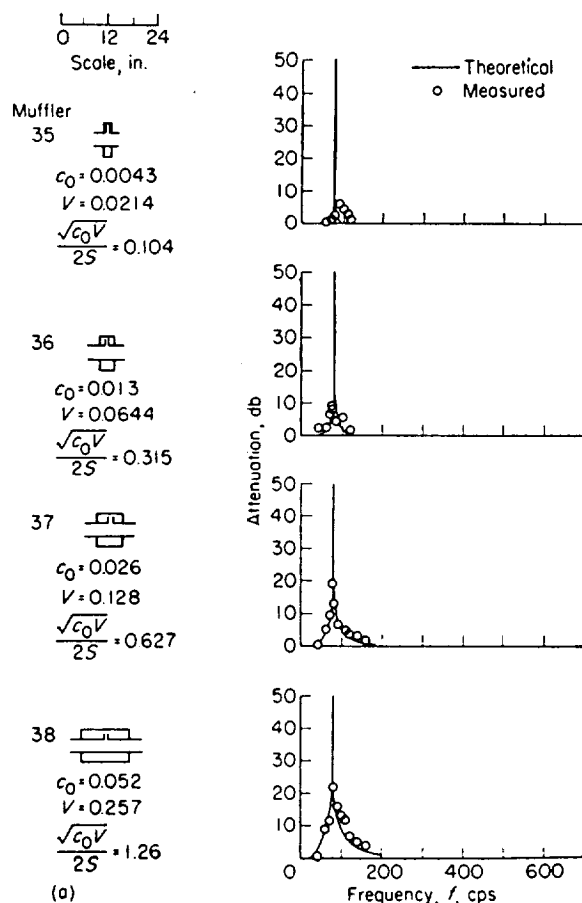 0 12 24
Scale, in.
Muffler
35
c₀ = 0.0043
V = 0.0214
√c₀V / 2S = 0.104
36
c₀ = 0.013
V = 0.0644
√c₀V / 2S = 0.315
37
c₀ = 0.026
V = 0.128
√c₀V / 2S = 0.627
38
c₀ = 0.052
V = 0.257
√c₀V / 2S = 1.26
(a)
Theoretical
Measured
50
40
30
20
10
0
50
40
30
20
10
0
50
40
30
20
10
0
50
40
30
20
10
0
Attenuation, db
0 200 400 600
Frequency, f, cps